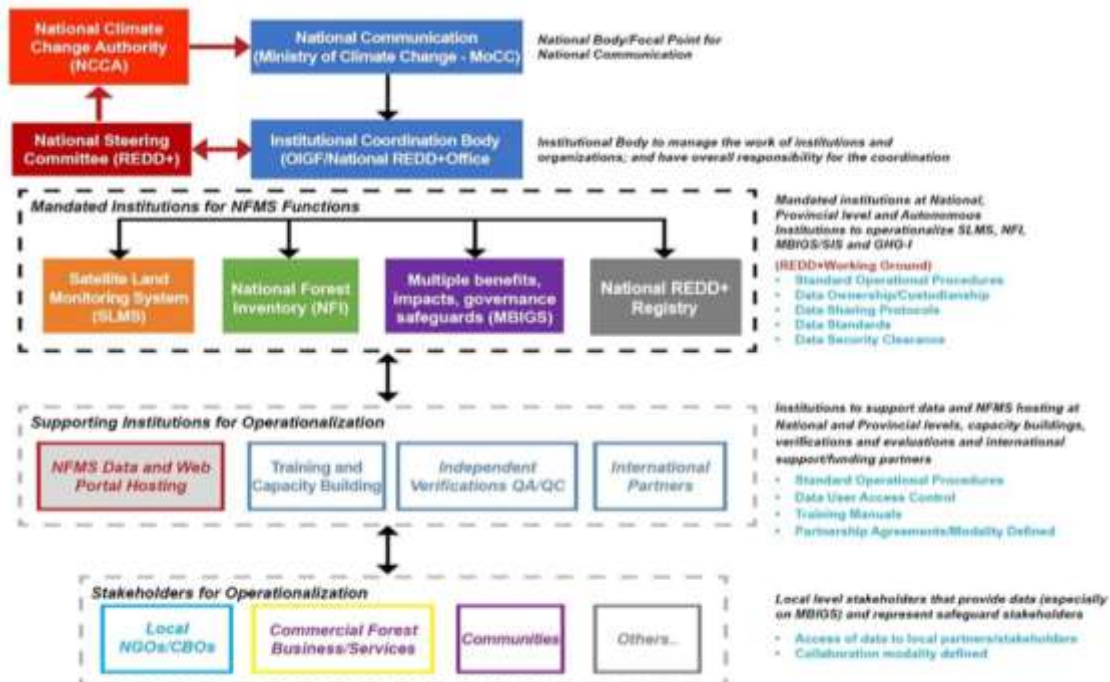 National Climate
Change Authority
(NCCA)
National Communication
(Ministry of Climate Change - MoCC)
National Body/Focal Point for
National Communication
National Steering
Committee (REDD+)
Institutional Coordination Body
(OIGF/National REDD+Office
Institutional Body to manage the work of institutions and
organizations; and have overall responsibility for the coordination
Mandated Institutions for NFMS Functions
Satellite Land
Monitoring System
(SLMS)
National Forest
Inventory (NFI)
Multiple benefits,
impacts, governance
safeguards (MBIGS)
National REDD+
Registry
Mandated institutions at National,
Provincial level and Autonomous
Institutions to operationalize SLMS, NFI,
MBIGS/SIS and GHG-I
(REDD+Working Ground)
• Standard Operational Procedures
• Data Ownership/Custodianship
• Data Sharing Protocols
• Data Standards
• Data Security Clearance
Supporting Institutions for Operationalization
NFMS Data and Web
Portal Hosting
Training and
Capacity Building
Independent
Verifications QA/QC
International
Partners
Institutions to support data and NFMS hosting at
National and Provincial levels, capacity buildings,
verifications and evaluations and international
support/funding partners
• Standard Operational Procedures
• Data User Access Control
• Training Manuals
• Partnership Agreements/Modality Defined
Stakeholders for Operationalization
Local
NGOs/CBOs
Commercial Forest
Business/Services
Communities
Others..
Local level stakeholders that provide data (especially
on MBIGS) and represent safeguard stakeholders
• Access of data to local partners/stakeholders
• Collaboration modality defined